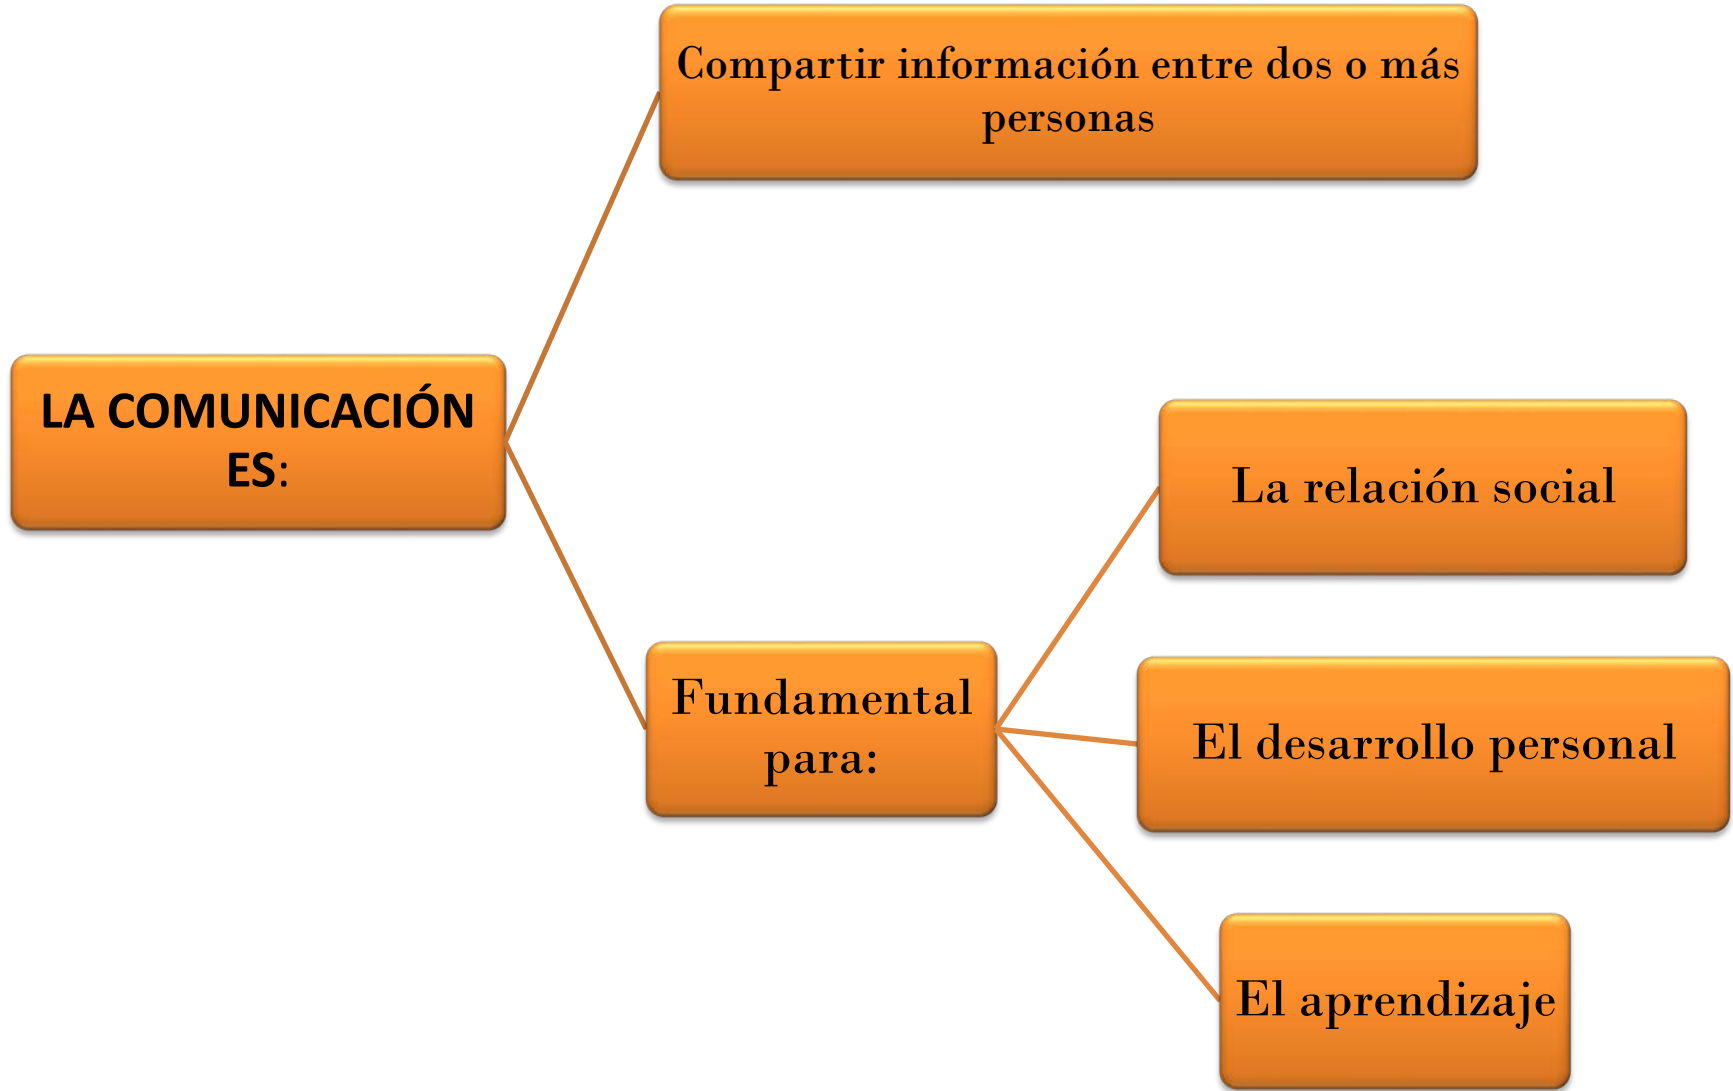 Compartir información entre dos o más
personas
LA COMUNICACIÓN
ES:
La relación social
Fundamental
para:
El desarrollo personal
El aprendizaje